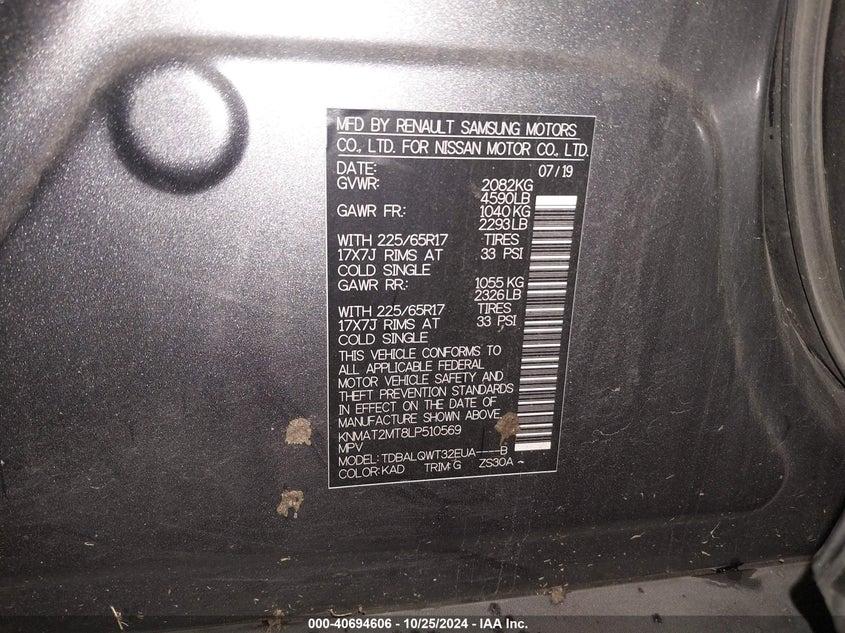 MFD BY RENAULT SAMSUNG MOTORS
CO., LTD. FOR NISSAN MOTOR CO., LTD.
DATE: 07/19
GVWR: 2082KG
4590LB
GAWR FR: 1040KG
2293LB
WITH 225/65R17 TIRES
17X7J RIMS AT 33 PSI
COLD SINGLE
GAWR RR: 1055 KG
2326LB
WITH 225/65R17 TIRES
17X7J RIMS AT 33 PSI
COLD SINGLE
THIS VEHICLE CONFORMS TO
ALL APPLICABLE FEDERAL
MOTOR VEHICLE SAFETY AND
THEFT PREVENTION STANDARDS
IN EFFECT ON THE DATE OF
MANUFACTURE SHOWN ABOVE.
KNMAT2MT8LP510569
MPV
MODEL: TDBALQWT32EUA----B
COLOR: KAD TRIM: G ZS30A ~
000-40694606 - 10/25/2024 - IAA Inc.